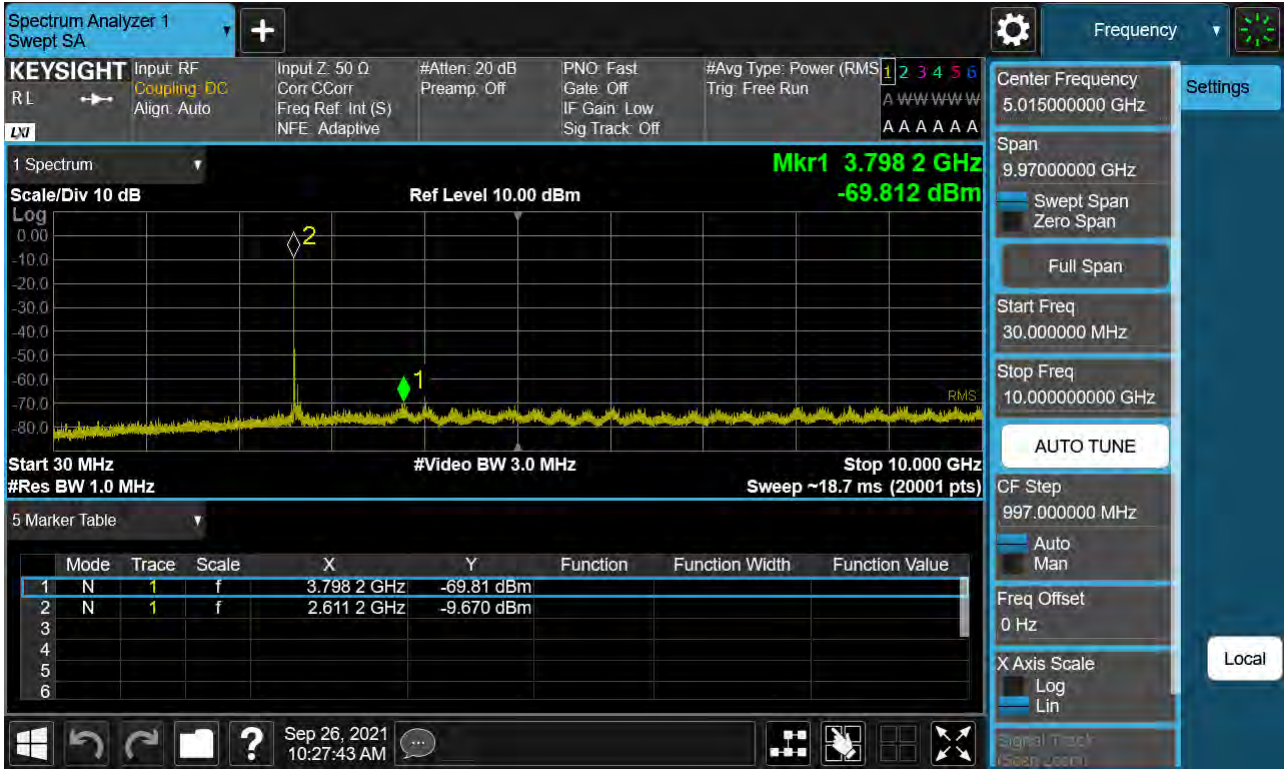 Spectrum Analyzer 1
Swept SA
Frequency
KEYSIGHT
RL
LXI
Input: RF
Coupling: DC
Align: Auto
Input Z: 50 Ω
Corr CCorr
Freq Ref: Int (S)
NFE: Adaptive
#Atten: 20 dB
Preamp: Off
PNO: Fast
Gate: Off
IF Gain: Low
Sig Track: Off
#Avg Type: Power (RMS
Trig: Free Run
1 2 3 4 5 6
A W W W W W
A A A A A A
1 Spectrum
Mkr1 3.798 2 GHz
Scale/Div 10 dB
Ref Level 10.00 dBm
-69.812 dBm
Log
0.00
-10.0
-20.0
-30.0
-40.0
-50.0
-60.0
-70.0
-80.0
2
1
RMS
Start 30 MHz
#Video BW 3.0 MHz
Stop 10.000 GHz
#Res BW 1.0 MHz
Sweep ~18.7 ms (20001 pts)
5 Marker Table
Mode Trace Scale X Y Function Function Width Function Value
1 N 1 f 3.798 2 GHz -69.81 dBm
2 N 1 f 2.611 2 GHz -9.670 dBm
3
4
5
6
Center Frequency
5.015000000 GHz
Settings
Span
9.97000000 GHz
Swept Span
Zero Span
Full Span
Start Freq
30.000000 MHz
Stop Freq
10.000000000 GHz
AUTO TUNE
CF Step
997.000000 MHz
Auto
Man
Freq Offset
0 Hz
X Axis Scale
Log
Lin
Local
Signal Track
(Span Zoom)
?
Sep 26, 2021
10:27:43 AM